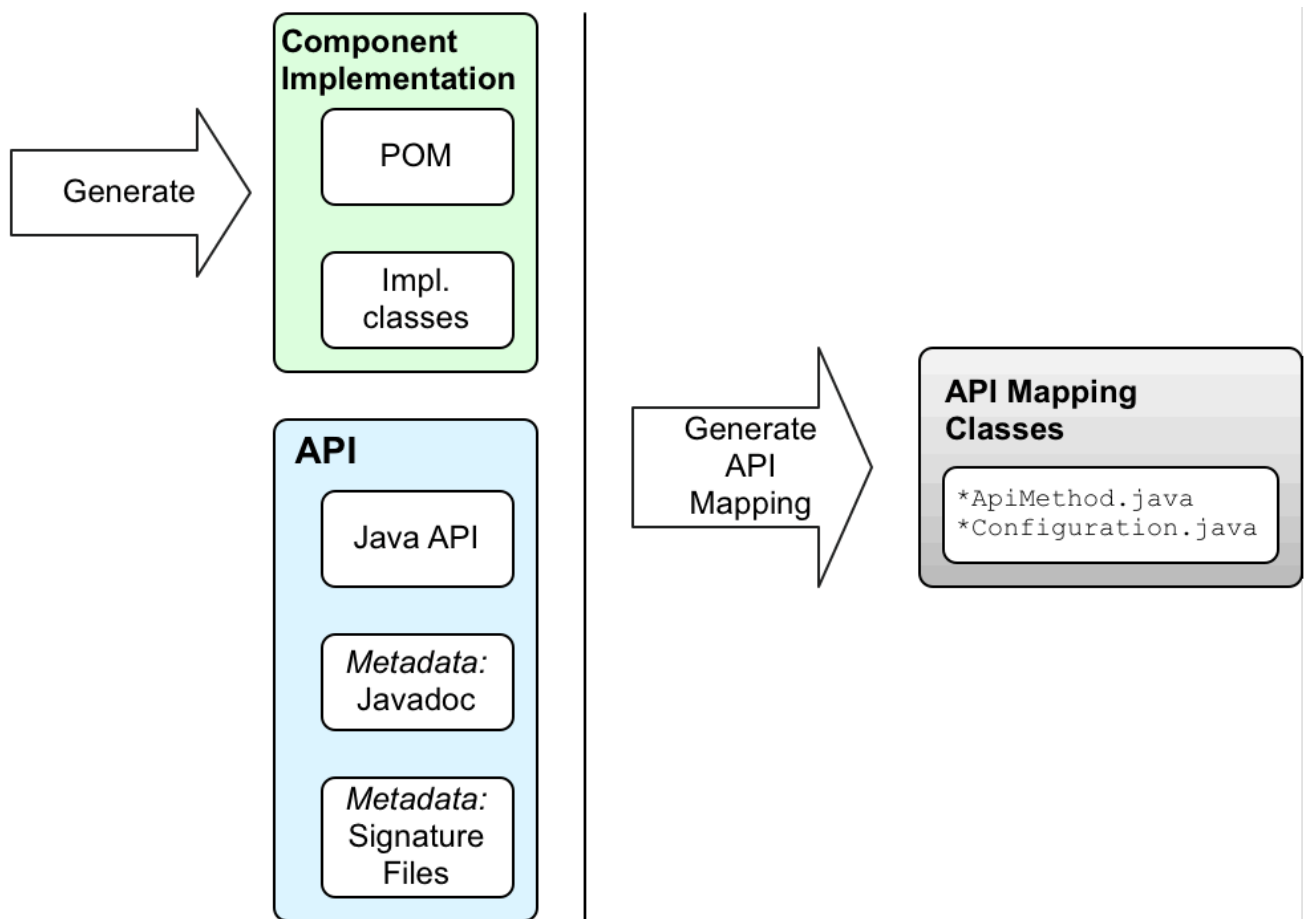 Component
Implementation
POM
Generate
Impl.
classes
API
Java API
Metadata:
Javadoc
Metadata:
Signature
Files
Generate
API
Mapping
API Mapping
Classes
*ApiMethod.java
*Configuration.java